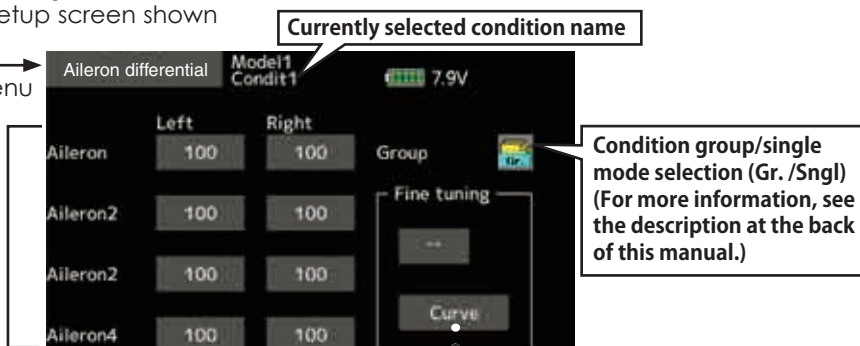 etup screen shown
Currently selected condition name
enu
Aileron differential
Model1
Condit1
7.9V
Left Right
Aileron 100 100 Group Gr.
Fine tuning
Aileron2 100 100
--
Aileron2 100 100
Curve
Aileron4 100 100
Condition group/single
mode selection (Gr. /Sngl)
(For more information, see
the description at the back
of this manual.)